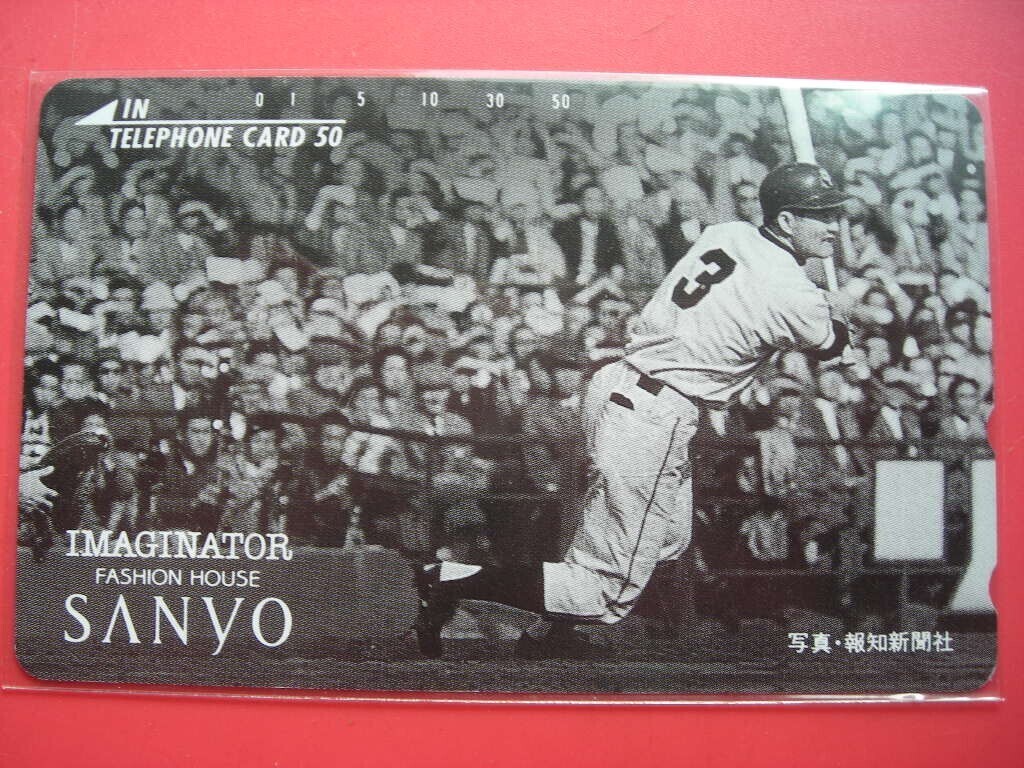 IN
0 1 5 10 30 50
TELEPHONE CARD 50
3
IMAGINATOR
FASHION HOUSE
SANYO
写真・報知新聞社